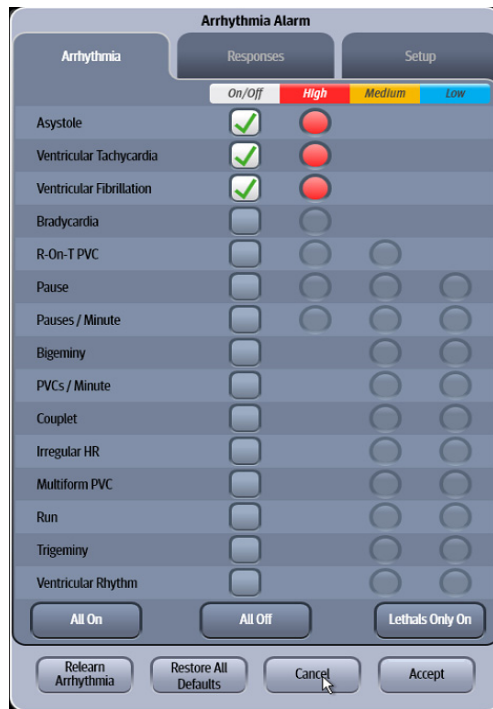 Arrhythmia Alarm
Arrhythmia Responses Setup
On/Off High Medium Low
Asystole
Ventricular Tachycardia
Ventricular Fibrillation
Bradycardia
R-On-T PVC
Pause
Pauses / Minute
Bigeminy
PVCs / Minute
Couplet
Irregular HR
Multiform PVC
Run
Trigeminy
Ventricular Rhythm
All On All Off Lethals Only On
Relearn Arrhythmia Restore All Defaults Cancel Accept